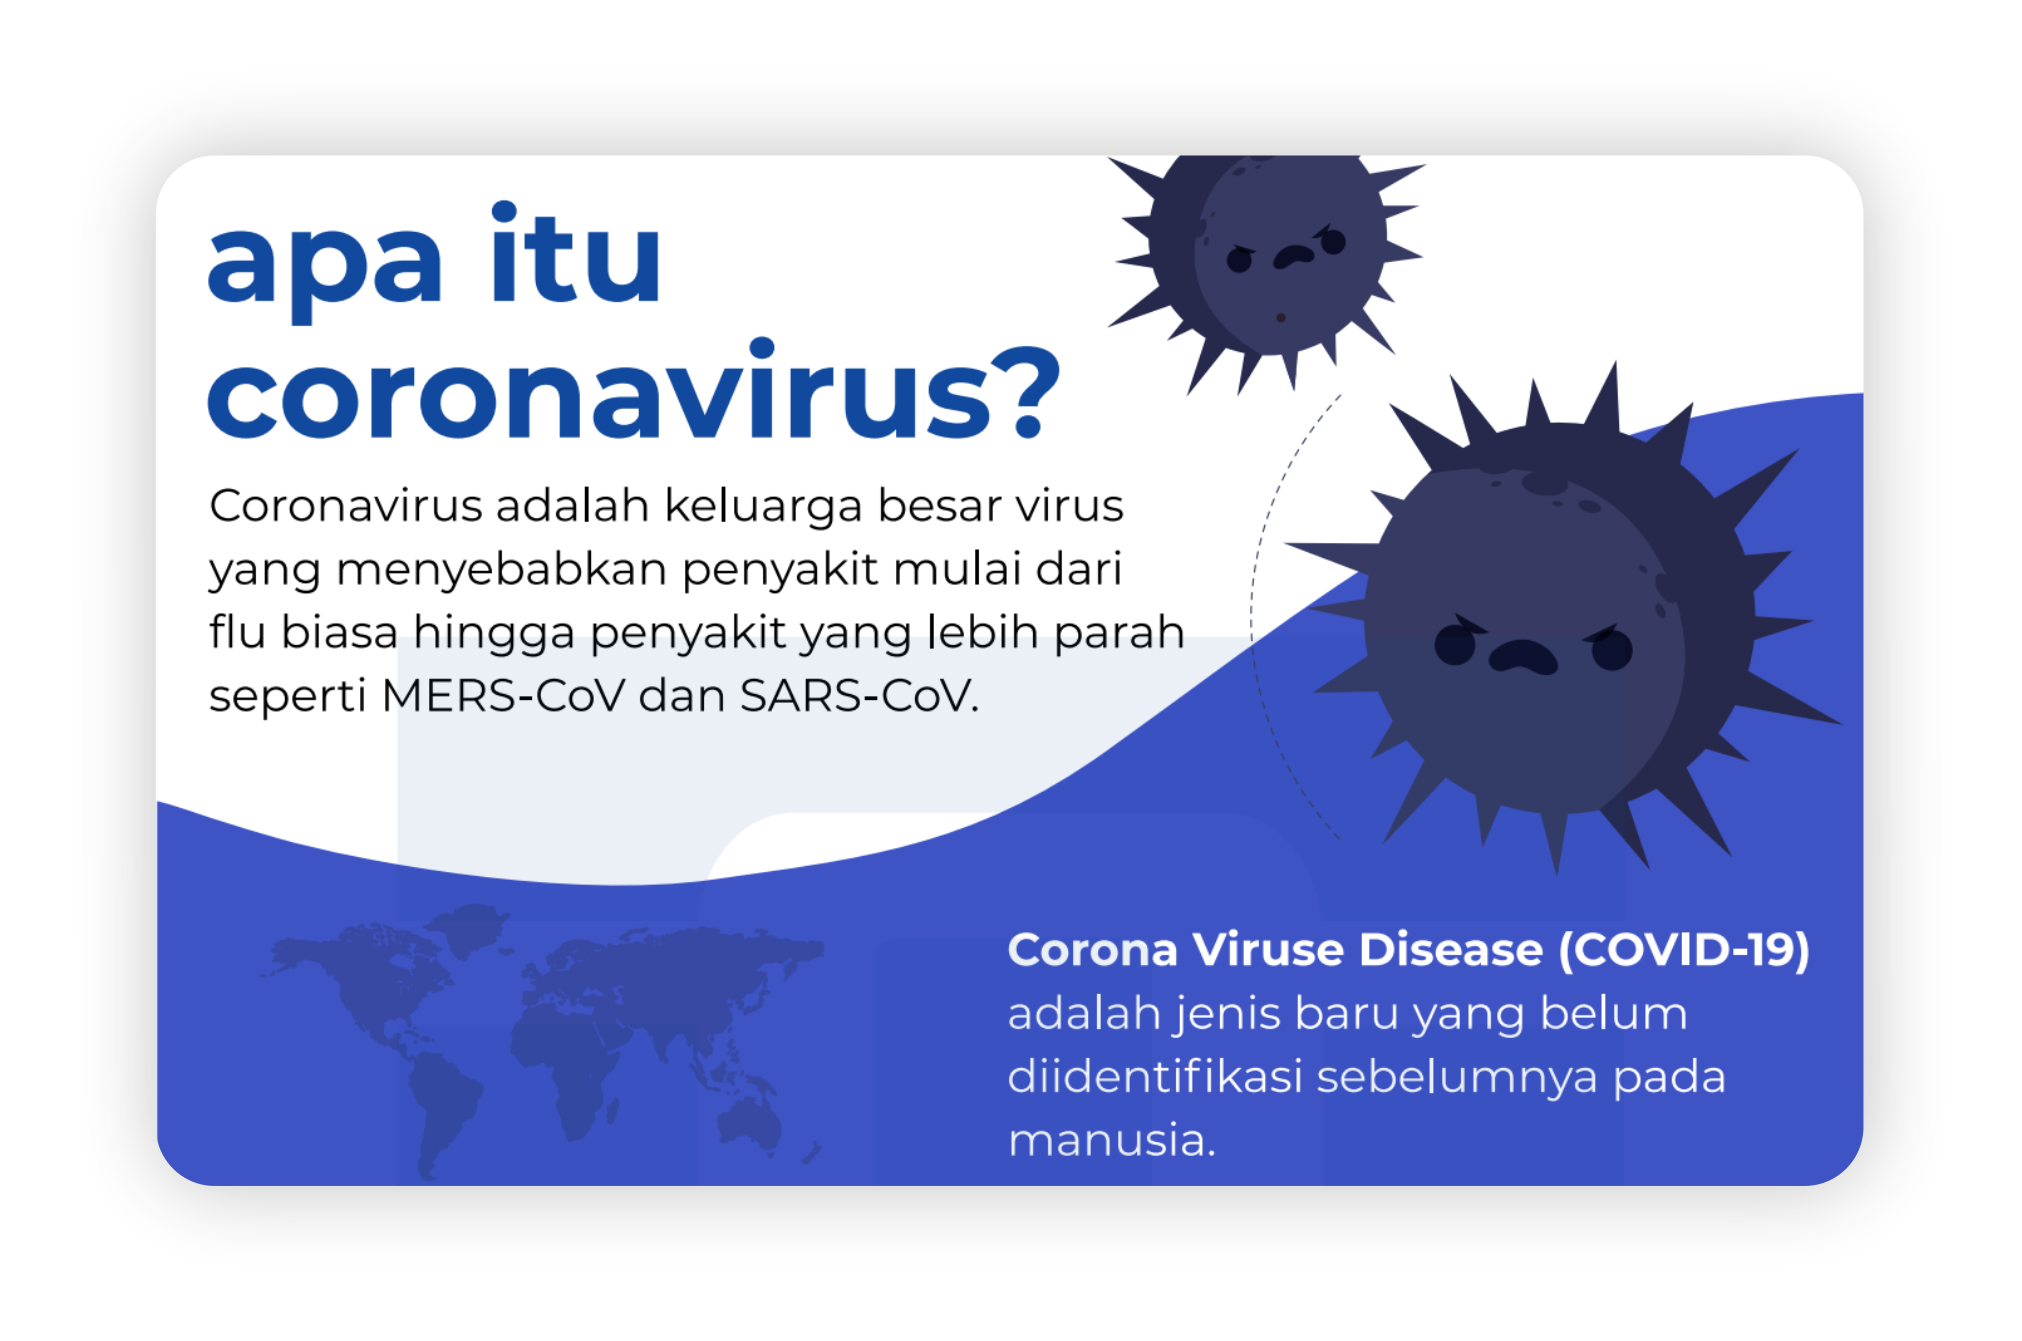 apa itu
coronavirus?
Coronavirus adalah keluarga besar virus
yang menyebabkan penyakit mulai dari
flu biasa hingga penyakit yang lebih parah
seperti MERS-CoV dan SARS-CoV.
Corona Viruse Disease (COVID-19)
adalah jenis baru yang belum
diidentifikasi sebelumnya pada
manusia.